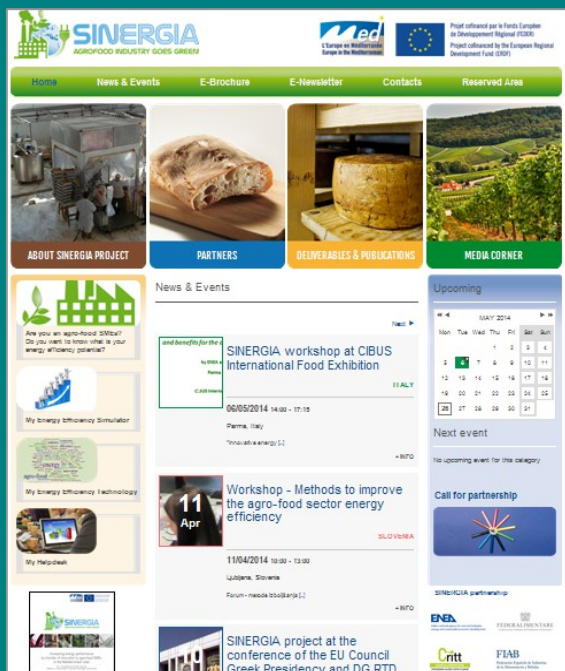 SINERGIA
AGROFOOD INDUSTRY GOES GREEN
Med
L'Europe en Méditerranée
Europe in the Mediterranean
Projet cofinancé par le Fonds Européen
de Développement Régional (FEDER)
Project cofinanced by the European Regional
Development Fund (ERDF)
Home
News & Events
E-Brochure
E-Newsletter
Contacts
Reserved Area
ABOUT SINERGIA PROJECT
PARTNERS
DELIVERABLES & PUBLICATIONS
MEDIA CORNER
Are you an agro-food SMEs?
Do you want to know what is your
energy efficiency potential?
My Energy Efficiency Simulator
My Energy Efficiency Technology
My Helpdesk
SINERGIA
News & Events
Next
and benefits for the
SINERGIA workshop at CIBUS
International Food Exhibition
ITALY
06/05/2014 14:00 - 17:15
Parma, Italy
"Innovative energy [..]
+INFO
11
Apr
Workshop - Methods to improve
the agro-food sector energy
efficiency
SLOVENIA
11/04/2014 10:00 - 13:00
Ljubljana, Slovenia
Forum - metode izboljšanja [..]
+INFO
SINERGIA project at the
conference of the EU Council
Greek Presidency and DG RTD
Upcoming
MAY 2014
Mon Tue Wed Thu Fri Sat Sun
1 2 3 4
5 6 7 8 9 10 11
12 13 14 15 16 17 18
19 20 21 22 23 24 25
26 27 28 29 30 31
Next event
No upcoming event for this category
Call for partnership
SINERGIA partnership
ENEA
FEDERALIMENTARE
Critt
FIAB